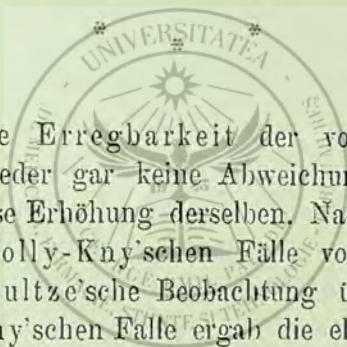 UNIVERSITATEA
e Erregbarkeit der vo
eder gar keine Abweichun
se Erhöhung derselben. Na
olly-Kny'schen Fälle vo
ultze'sche Beobachtung ü
ny'schen Falle ergab die el